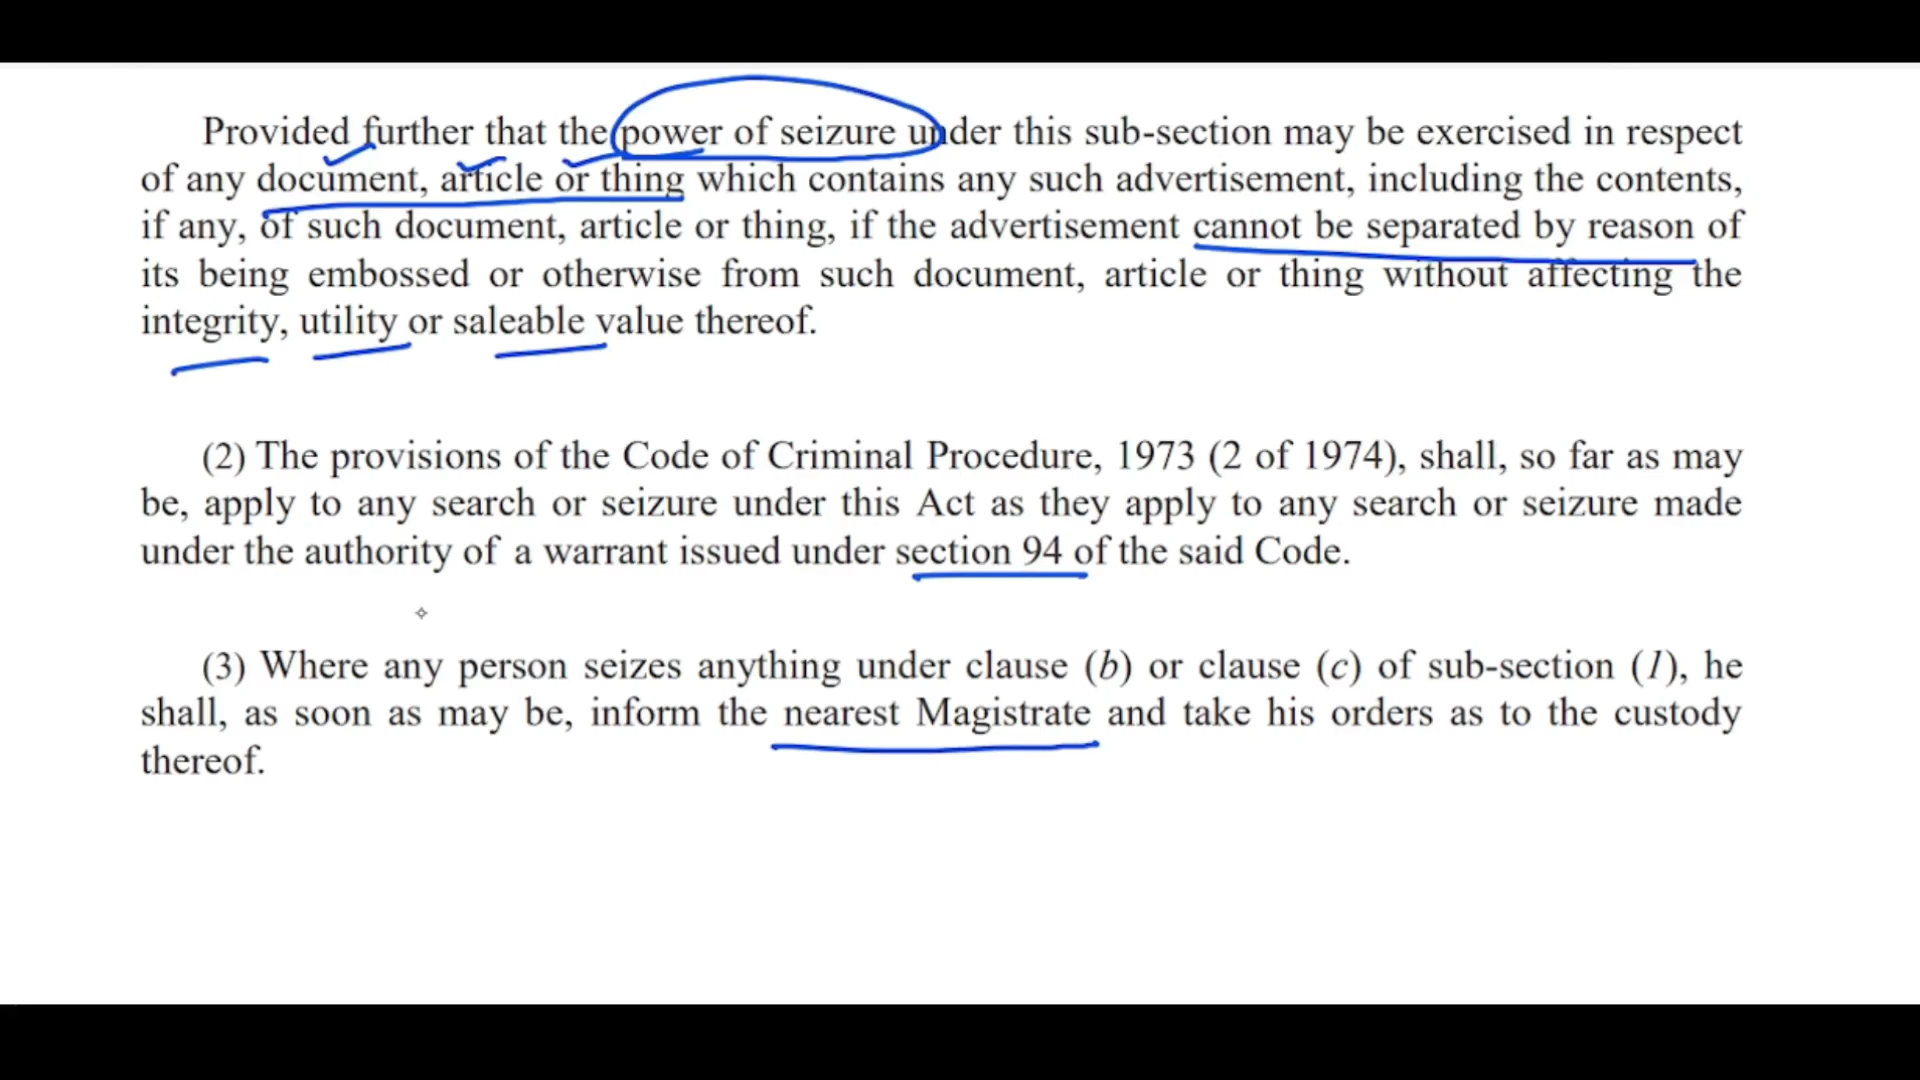 Provided further that the power of seizure under this sub-section may be exercised in respect
of any document, article or thing which contains any such advertisement, including the contents,
if any, of such document, article or thing, if the advertisement cannot be separated by reason of
its being embossed or otherwise from such document, article or thing without affecting the
integrity, utility or saleable value thereof.
(2) The provisions of the Code of Criminal Procedure, 1973 (2 of 1974), shall, so far as may
be, apply to any search or seizure under this Act as they apply to any search or seizure made
under the authority of a warrant issued under section 94 of the said Code.
(3) Where any person seizes anything under clause (b) or clause (c) of sub-section (1), he
shall, as soon as may be, inform the nearest Magistrate and take his orders as to the custody
thereof.